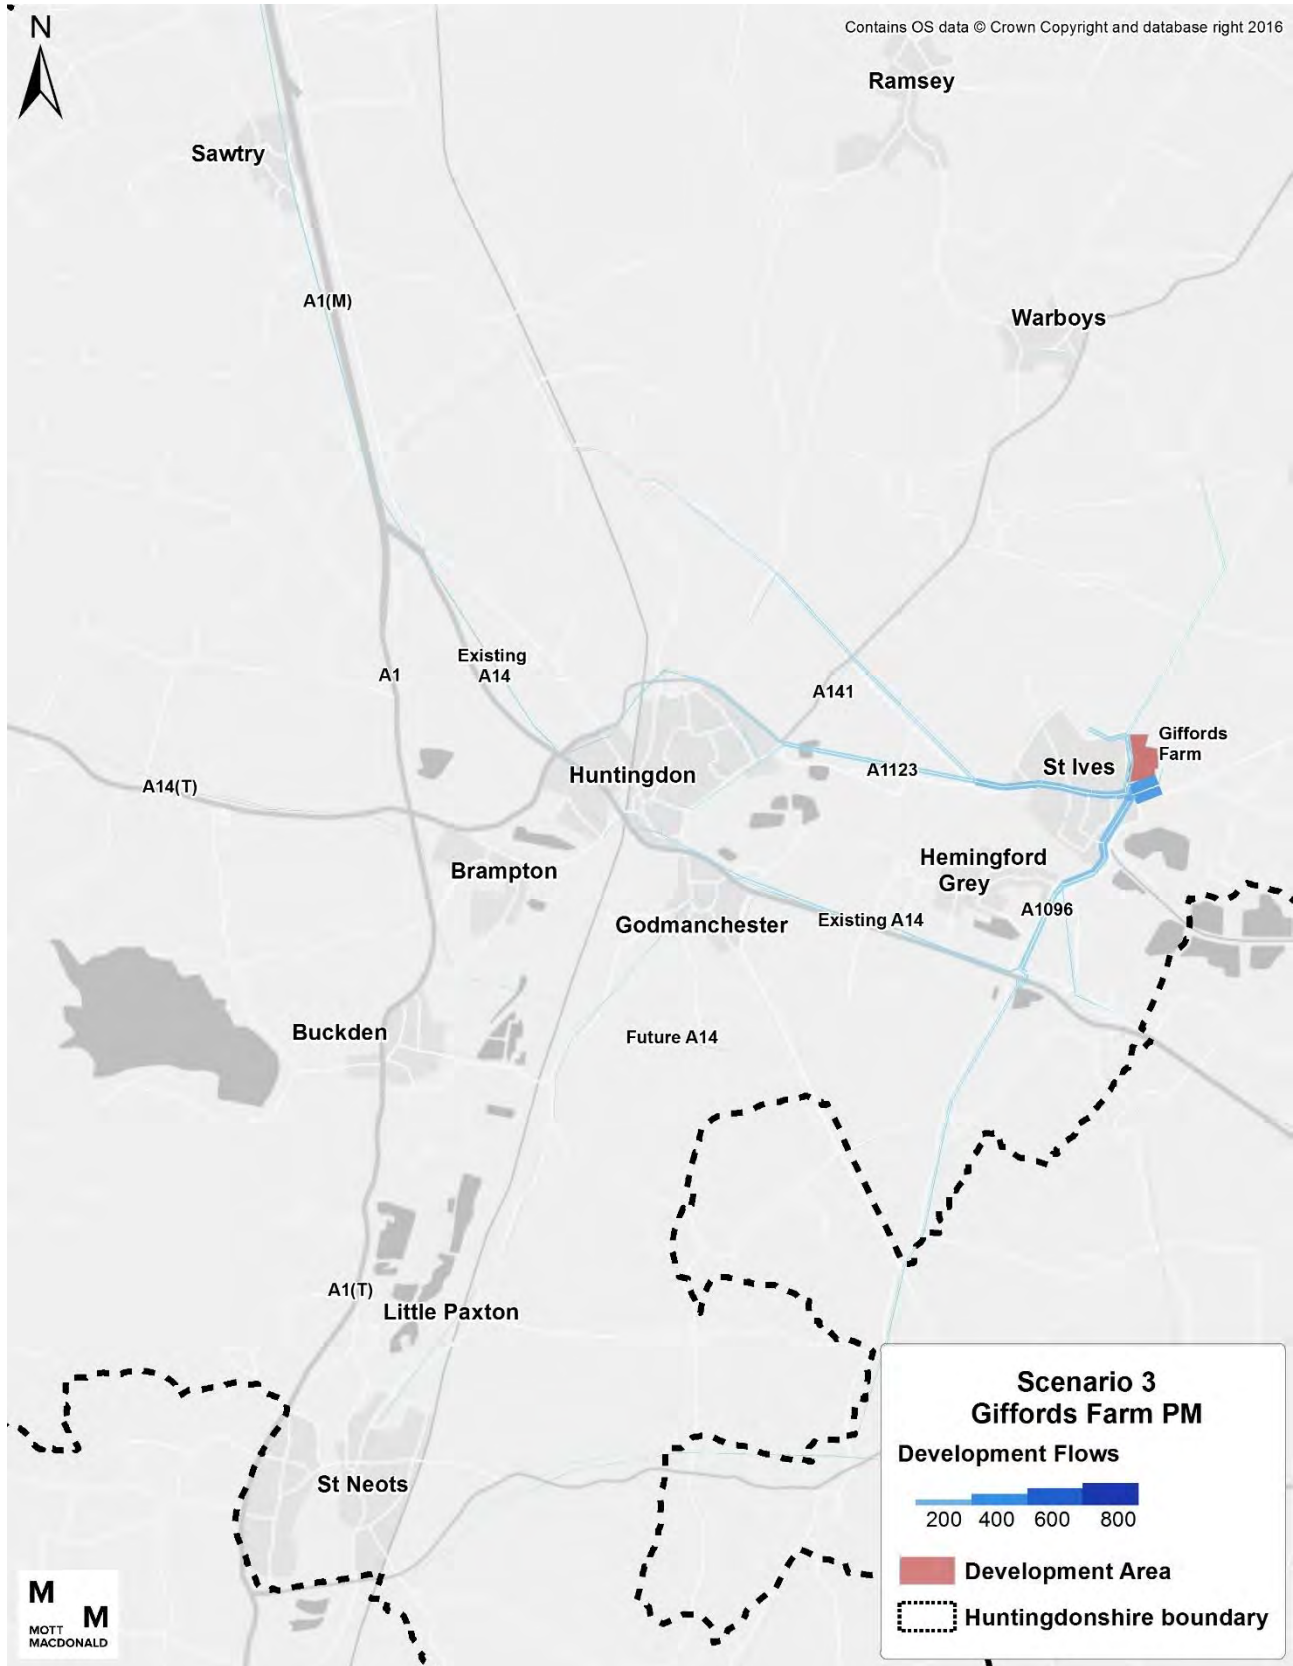 N
Contains OS data © Crown Copyright and database right 2016
Ramsey
Sawtry
A1(M)
Warboys
Existing
A14
A1
A141
Giffords
Farm
St Ives
A1123
Huntingdon
A14(T)
Hemingford
Grey
Brampton
A1096
Existing A14
Godmanchester
Buckden
Future A14
A1(T)
Little Paxton
St Neots
Scenario 3
Giffords Farm PM
Development Flows
200 400 600 800
Development Area
Huntingdonshire boundary
M
M
MOTT
MACDONALD